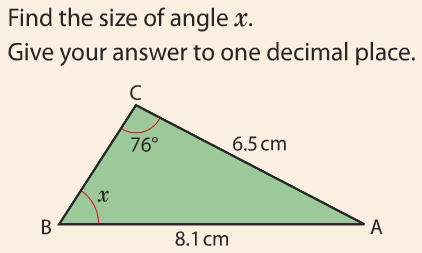 Find the size of angle x.
Give your answer to one decimal place.
C
76°
6.5 cm
x
B
A
8.1 cm